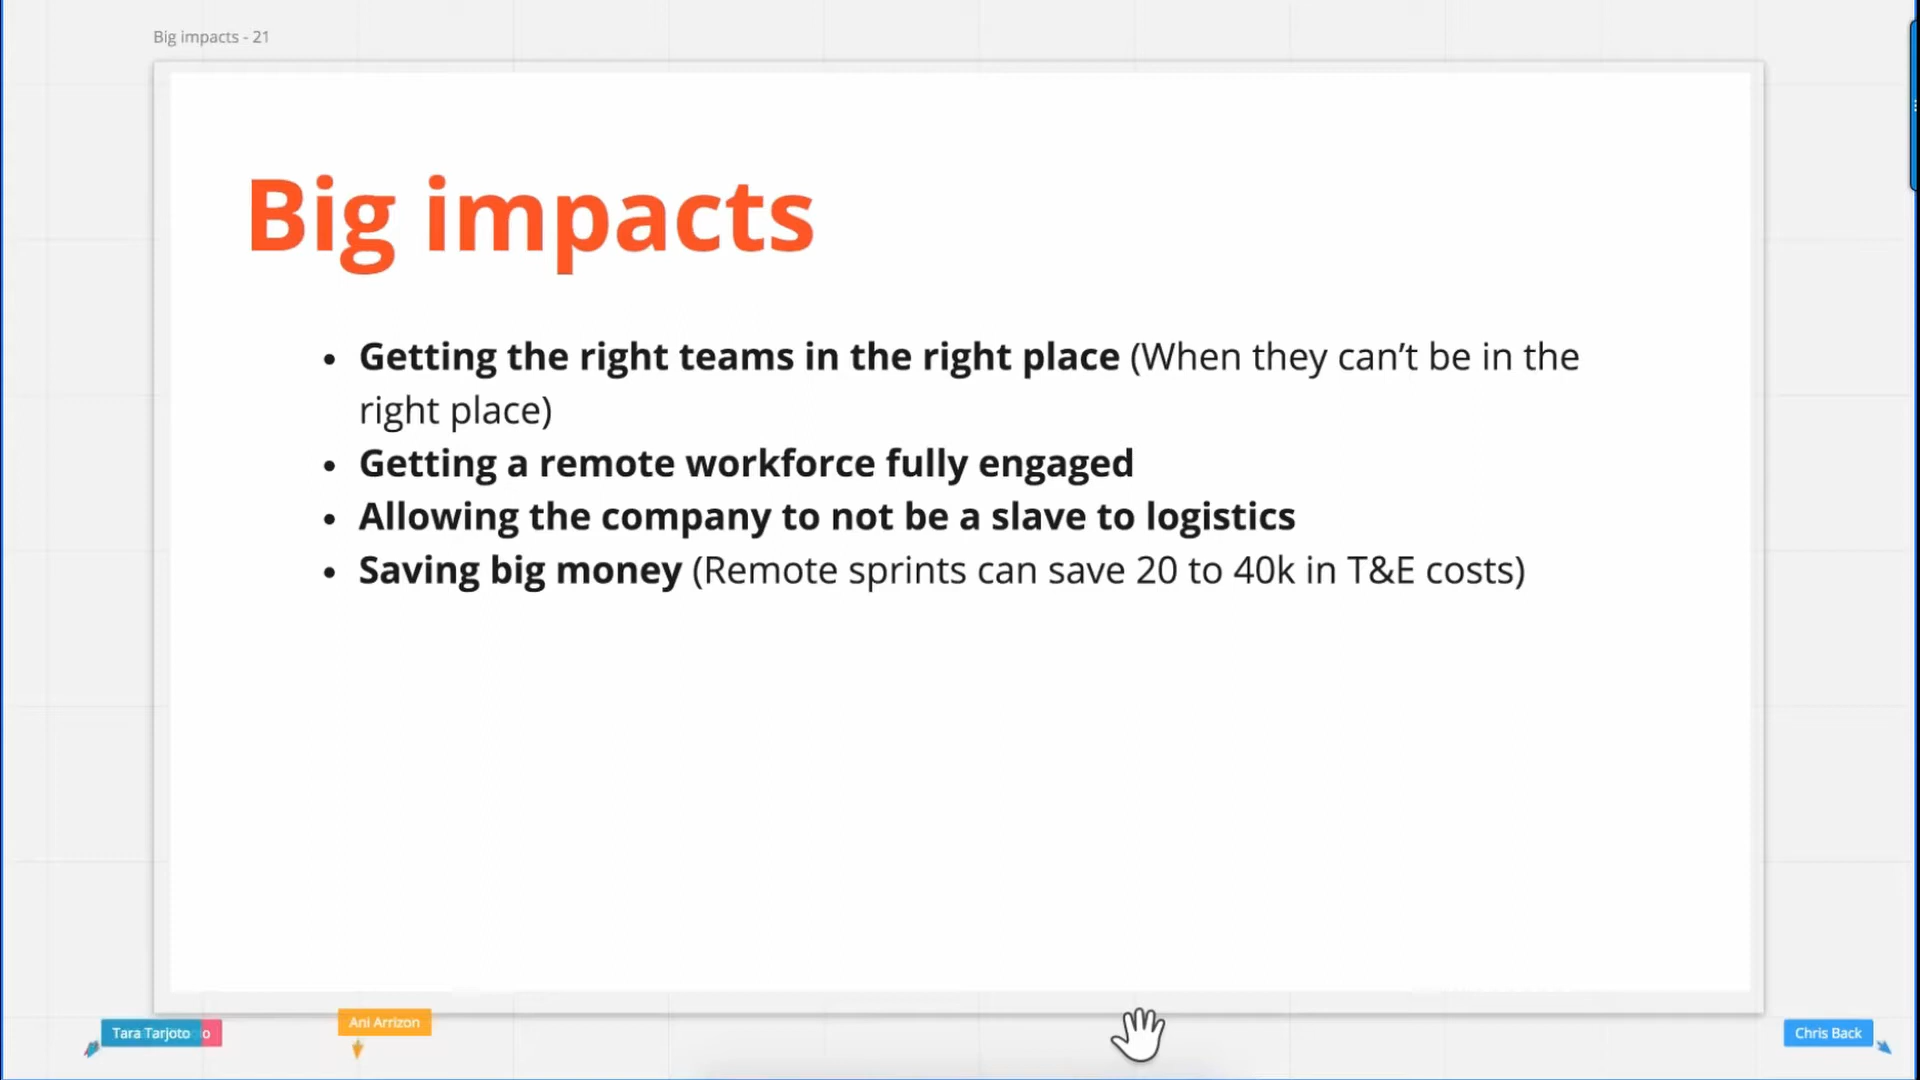 Big impacts - 21
Big impacts
• Getting the right teams in the right place (When they can’t be in the
right place)
• Getting a remote workforce fully engaged
• Allowing the company to not be a slave to logistics
• Saving big money (Remote sprints can save 20 to 40k in T&E costs)
Tara Tarjoto
Ani Arrizon
Chris Back